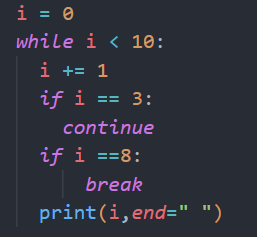 i = 0
while i < 10:
  i += 1
  if i == 3:
    continue
  if i ==8:
      break
  print(i,end=" ")